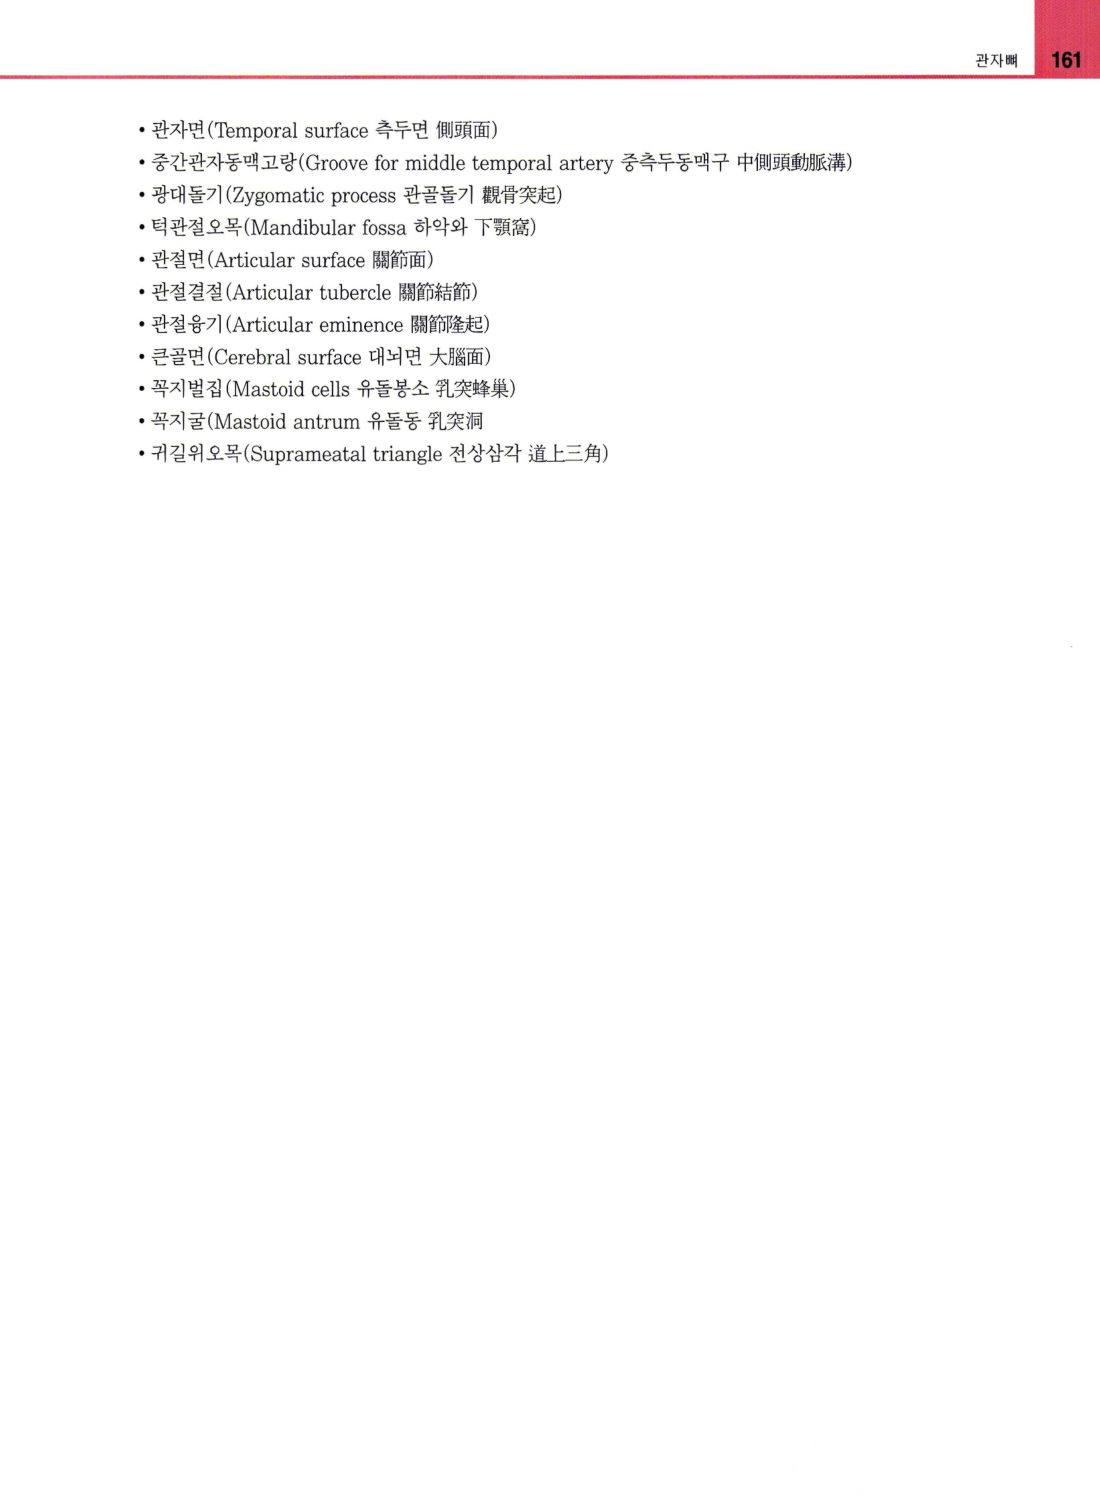 관자뼈 161
• 관자면(Temporal surface 측두면 側頭面)
• 중간관자동맥고랑(Groove for middle temporal artery 중측두동맥구 中側頭動脈溝)
• 광대돌기(Zygomatic process 관골돌기 觀骨突起)
• 턱관절오목(Mandibular fossa 하악와 下顎窩)
• 관절면(Articular surface 關節面)
• 관절결절(Articular tubercle 關節結節)
• 관절융기(Articular eminence 關節隆起)
• 큰골면(Cerebral surface 대뇌면 大腦面)
• 꼭지벌집(Mastoid cells 유돌봉소 乳突蜂巢)
• 꼭지굴(Mastoid antrum 유돌동 乳突洞
• 귀길위오목(Suprameatal triangle 전상삼각 道上三角)